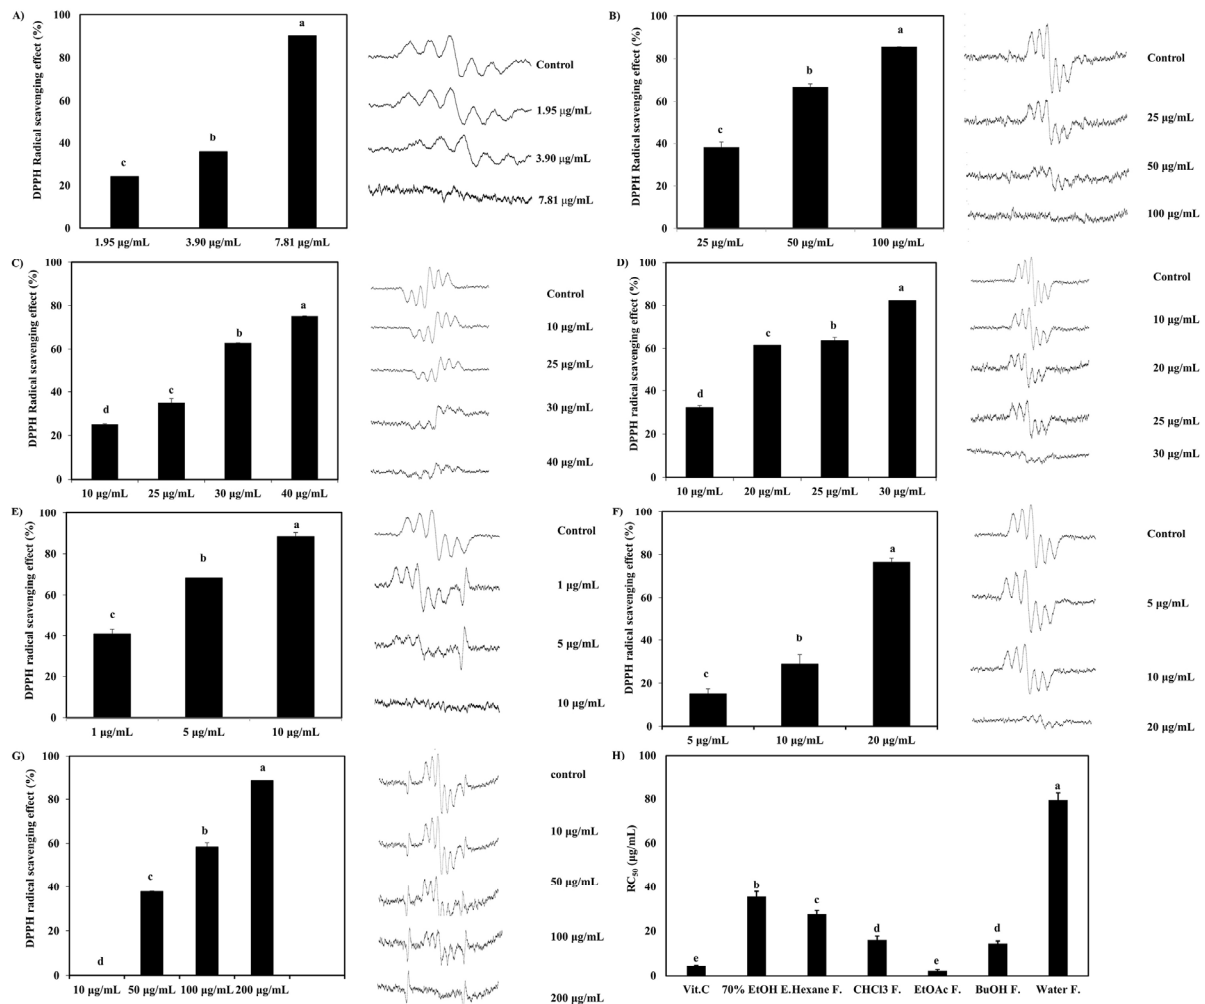 A)
DPPH Radical scavenging effect (%)
100
80
60
40
20
0
c
b
a
1.95 µg/mL
3.90 µg/mL
7.81 µg/mL
Control
1.95 µg/mL
3.90 µg/mL
7.81 µg/mL
B)
DPPH Radical scavenging effect (%)
100
80
60
40
20
0
c
b
a
25 µg/mL
50 µg/mL
100 µg/mL
Control
25 µg/mL
50 µg/mL
100 µg/mL
C)
DPPH Radical scavenging effect (%)
100
80
60
40
20
0
d
c
b
a
10 µg/mL
25 µg/mL
30 µg/mL
40 µg/mL
Control
10 µg/mL
25 µg/mL
30 µg/mL
40 µg/mL
D)
DPPH radical scavenging effect (%)
100
80
60
40
20
0
d
c
b
a
10 µg/mL
20 µg/mL
25 µg/mL
30 µg/mL
Control
10 µg/mL
20 µg/mL
25 µg/mL
30 µg/mL
E)
DPPH radical scavenging effect (%)
100
80
60
40
20
0
c
b
a
1 µg/mL
5 µg/mL
10 µg/mL
Control
1 µg/mL
5 µg/mL
10 µg/mL
F)
DPPH radical scavenging effect (%)
100
80
60
40
20
0
c
b
a
5 µg/mL
10 µg/mL
20 µg/mL
Control
5 µg/mL
10 µg/mL
20 µg/mL
G)
DPPH radical scavenging effect (%)
100
80
60
40
20
0
d
c
b
a
10 µg/mL
50 µg/mL
100 µg/mL
200 µg/mL
control
10 µg/mL
50 µg/mL
100 µg/mL
200 µg/mL
H)
RC50 (µg/mL)
100
80
60
40
20
0
e
b
c
d
e
d
a
Vit.C
70% EtOH E.
Hexane F.
CHCl3 F.
EtOAc F.
BuOH F.
Water F.